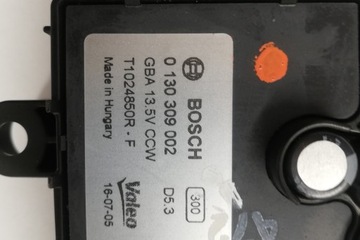 BOSCH
0 130 309 002
GBA 13.5V CCW
T1024850R - F
Made in Hungary
300
D5.3
Valeo
16-07-05